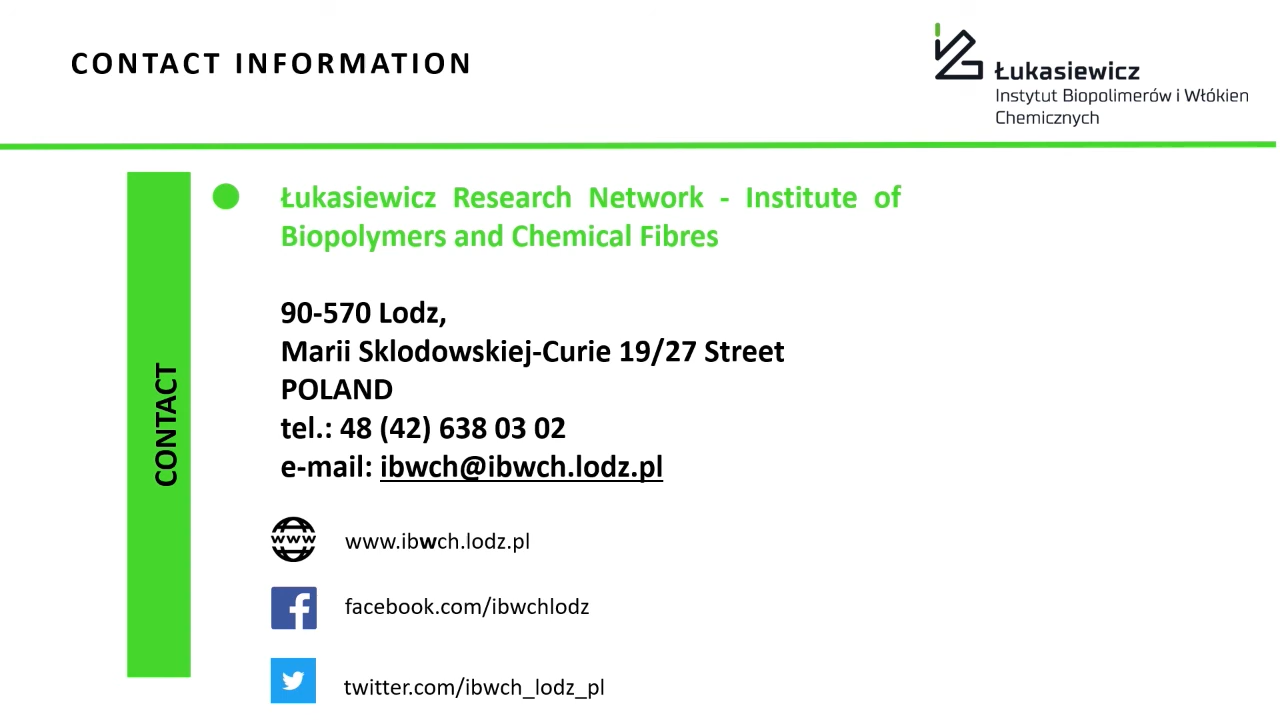 CONTACT INFORMATION
Łukasiewicz
Instytut Biopolimerów i Włókien
Chemicznych
CONTACT
Łukasiewicz Research Network - Institute of
Biopolymers and Chemical Fibres
90-570 Lodz,
Marii Sklodowskiej-Curie 19/27 Street
POLAND
tel.: 48 (42) 638 03 02
e-mail: ibwch@ibwch.lodz.pl
www www.ibwch.lodz.pl
f facebook.com/ibwchlodz
twitter.com/ibwch_lodz_pl